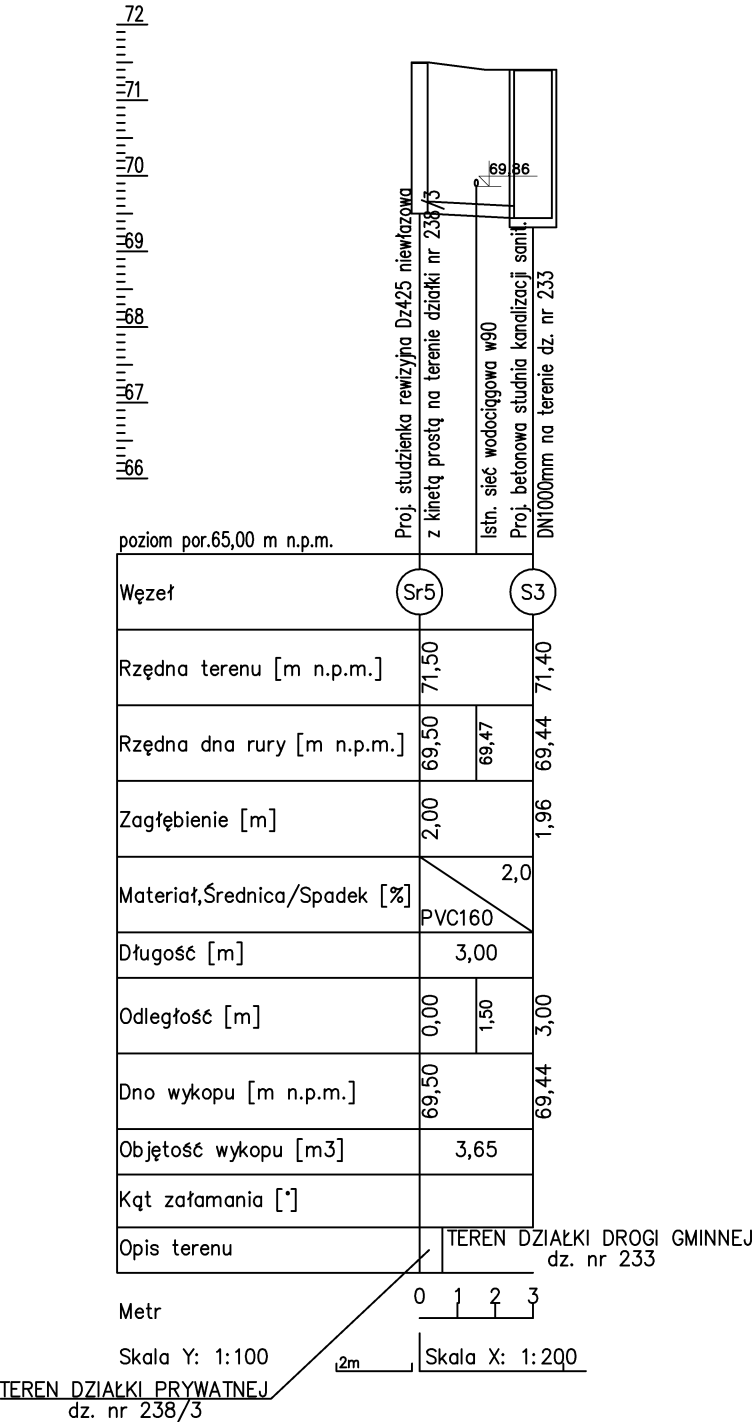 72
71
70
69
68
67
66
69,86
Proj. studzienka rewizyjna Dz425 niewłazowa
z kinetą prostą na terenie działki nr 238/3
Istn. sieć wodociągowa w90
Proj. betonowa studnia kanalizacji sanit.
DN1000mm na terenie dz. nr 233
poziom por.65,00 m n.p.m.
Węzeł Sr5 S3
Rzędna terenu [m n.p.m.] 71,50 71,40
Rzędna dna rury [m n.p.m.] 69,50 69,47 69,44
Zagłębienie [m] 2,00 1,96
Materiał,Średnica/Spadek [%] PVC160 2,0
Długość [m] 3,00
Odległość [m] 0,00 1,50 3,00
Dno wykopu [m n.p.m.] 69,50 69,44
Objętość wykopu [m3] 3,65
Kąt załamania [°]
Opis terenu
TEREN DZIAŁKI DROGI GMINNEJ
dz. nr 233
Metr 0 1 2 3
Skala Y: 1:100 2m Skala X: 1:200
TEREN DZIAŁKI PRYWATNEJ
dz. nr 238/3